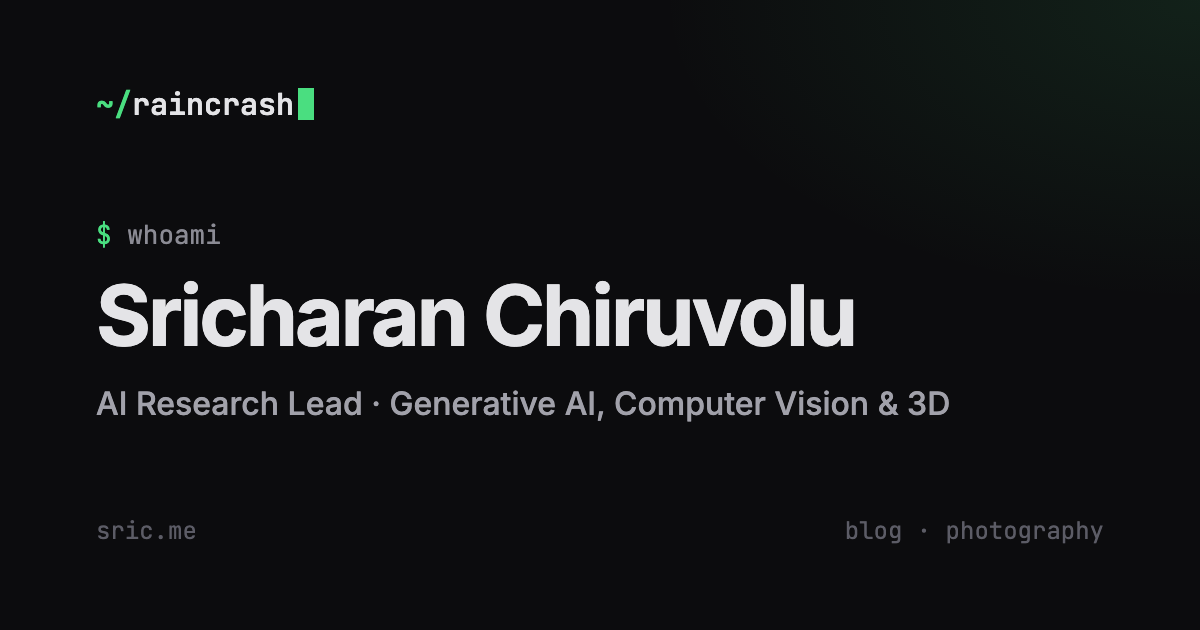 ~/raincrash
$ whoami
Sricharan Chiruvolu
AI Research Lead · Generative AI, Computer Vision & 3D
sric.me
blog · photography